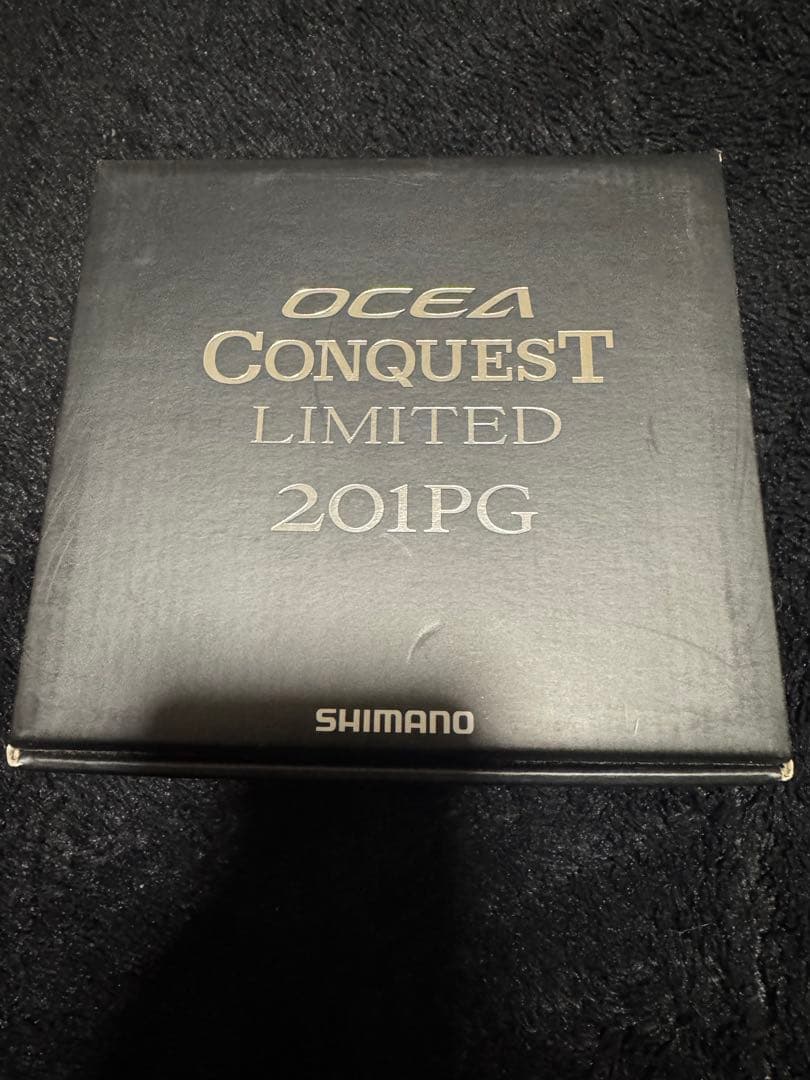 OCEA
CONQUEST
LIMITED
201PG
SHIMANO